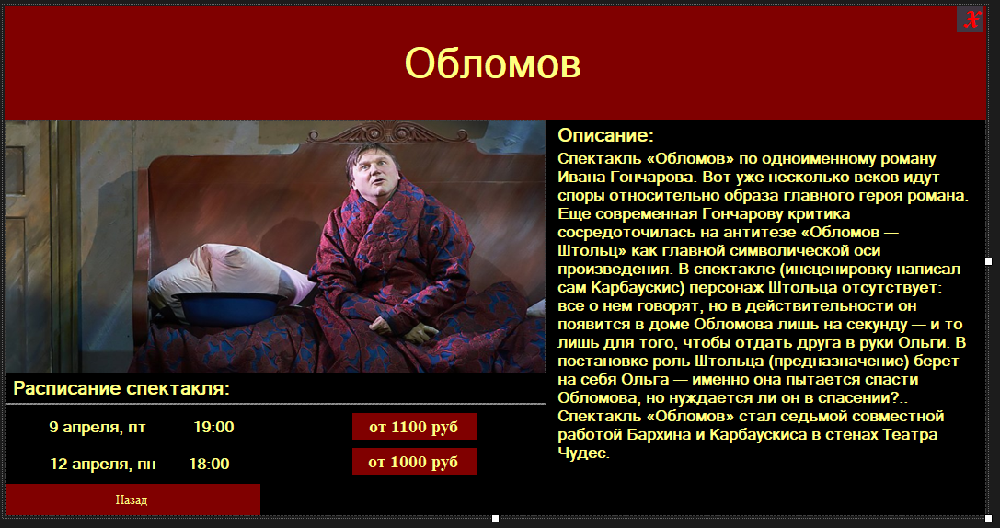 X
Обломов
Описание:
Спектакль «Обломов» по одноименному роману
Ивана Гончарова. Вот уже несколько веков идут
споры относительно образа главного героя романа.
Еще современная Гончарову критика
сосредоточилась на антитезе «Обломов —
Штольц» как главной символической оси
произведения. В спектакле (инсценировку написал
сам Карбаускис) персонаж Штольца отсутствует:
все о нем говорят, но в действительности он
появится в доме Обломова лишь на секунду — и то
лишь для того, чтобы отдать друга в руки Ольги. В
постановке роль Штольца (предназначение) берет
на себя Ольга — именно она пытается спасти
Обломова, но нуждается ли он в спасении?..
Спектакль «Обломов» стал седьмой совместной
работой Бархина и Карбаускиса в стенах Театра
Чудес.
Расписание спектакля:
9 апреля, пт 19:00 от 1100 руб
12 апреля, пн 18:00 от 1000 руб
Назад